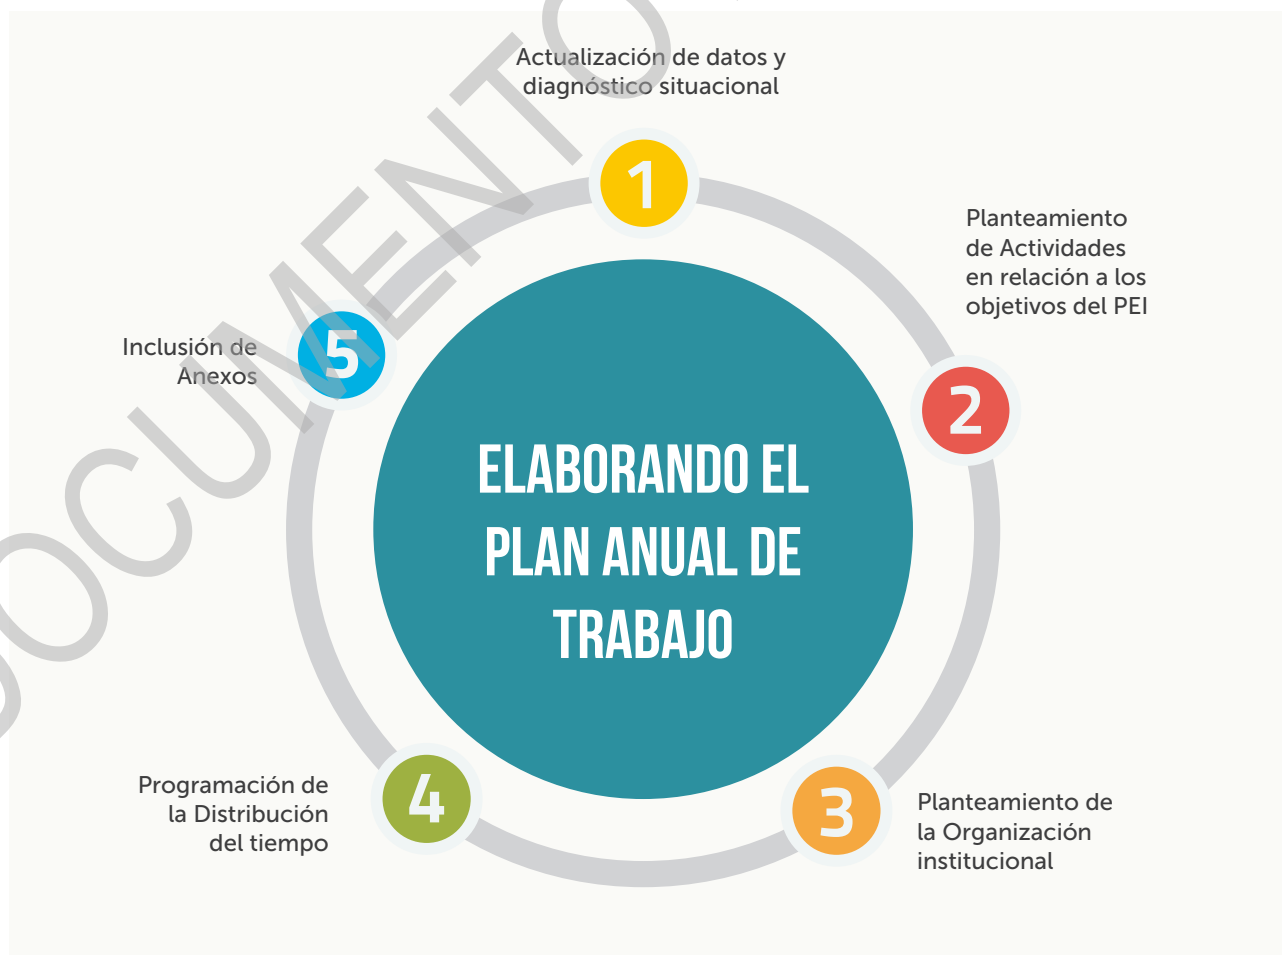 Actualización de datos y
diagnóstico situacional
1
Planteamiento
de Actividades
en relación a los
objetivos del PEI
2
Inclusión de
Anexos
5
ELABORANDO EL
PLAN ANUAL DE
TRABAJO
Programación de
la Distribución
del tiempo
4
3
Planteamiento de
la Organización
institucional
DOCUMENTO